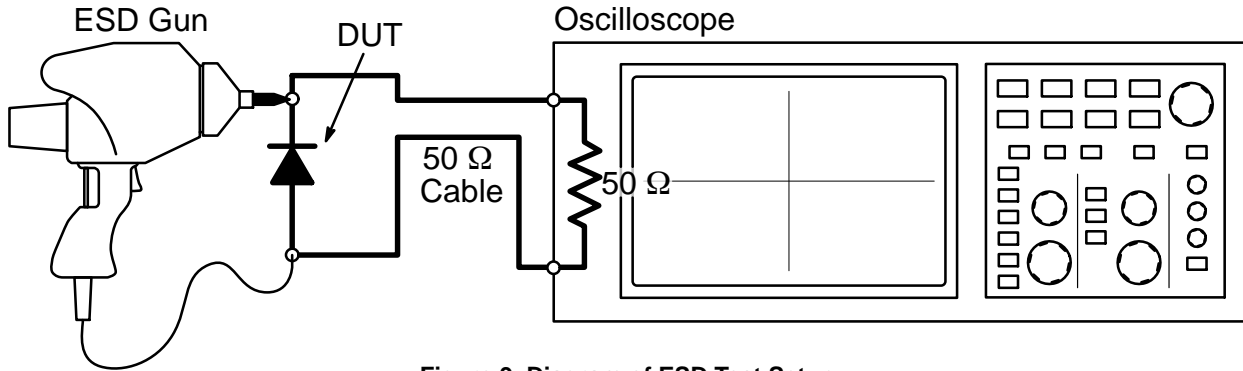 ESD Gun
DUT
Oscilloscope
50 Ω
Cable
50 Ω